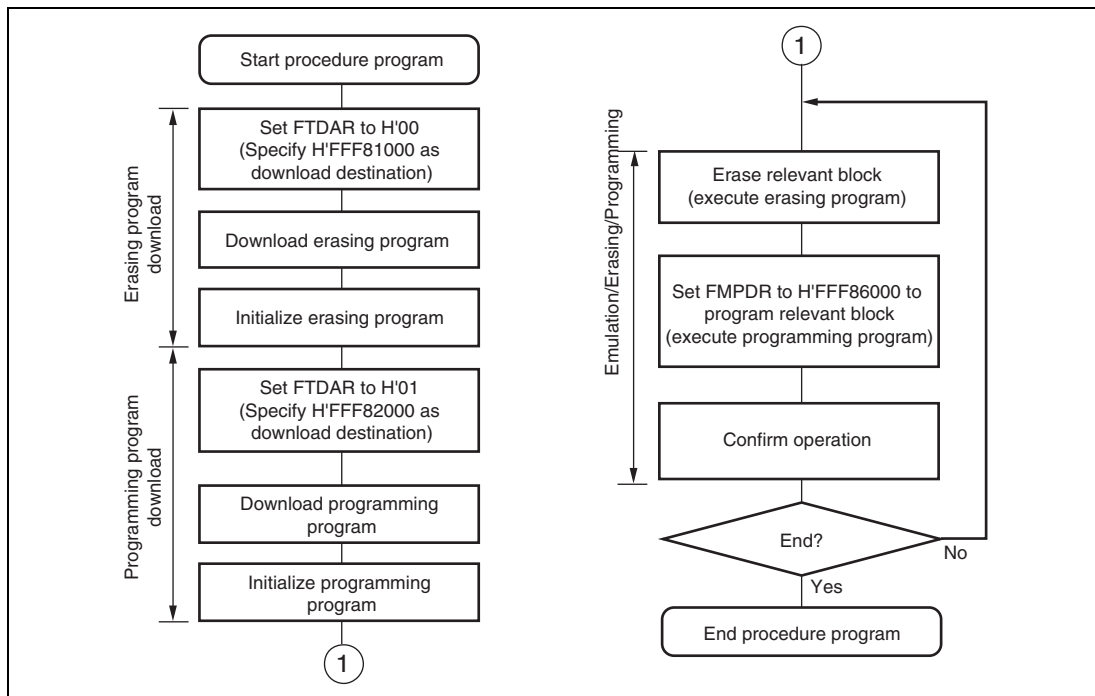 Start procedure program
Erasing program
download
Set FTDAR to H'00
(Specify H'FFF81000 as
download destination)
Download erasing program
Initialize erasing program
Programming program
download
Set FTDAR to H'01
(Specify H'FFF82000 as
download destination)
Download programming
program
Initialize programming
program
1
1
Emulation/Erasing/Programming
Erase relevant block
(execute erasing program)
Set FMPDR to H'FFF86000 to
program relevant block
(execute programming program)
Confirm operation
End?
No
Yes
End procedure program